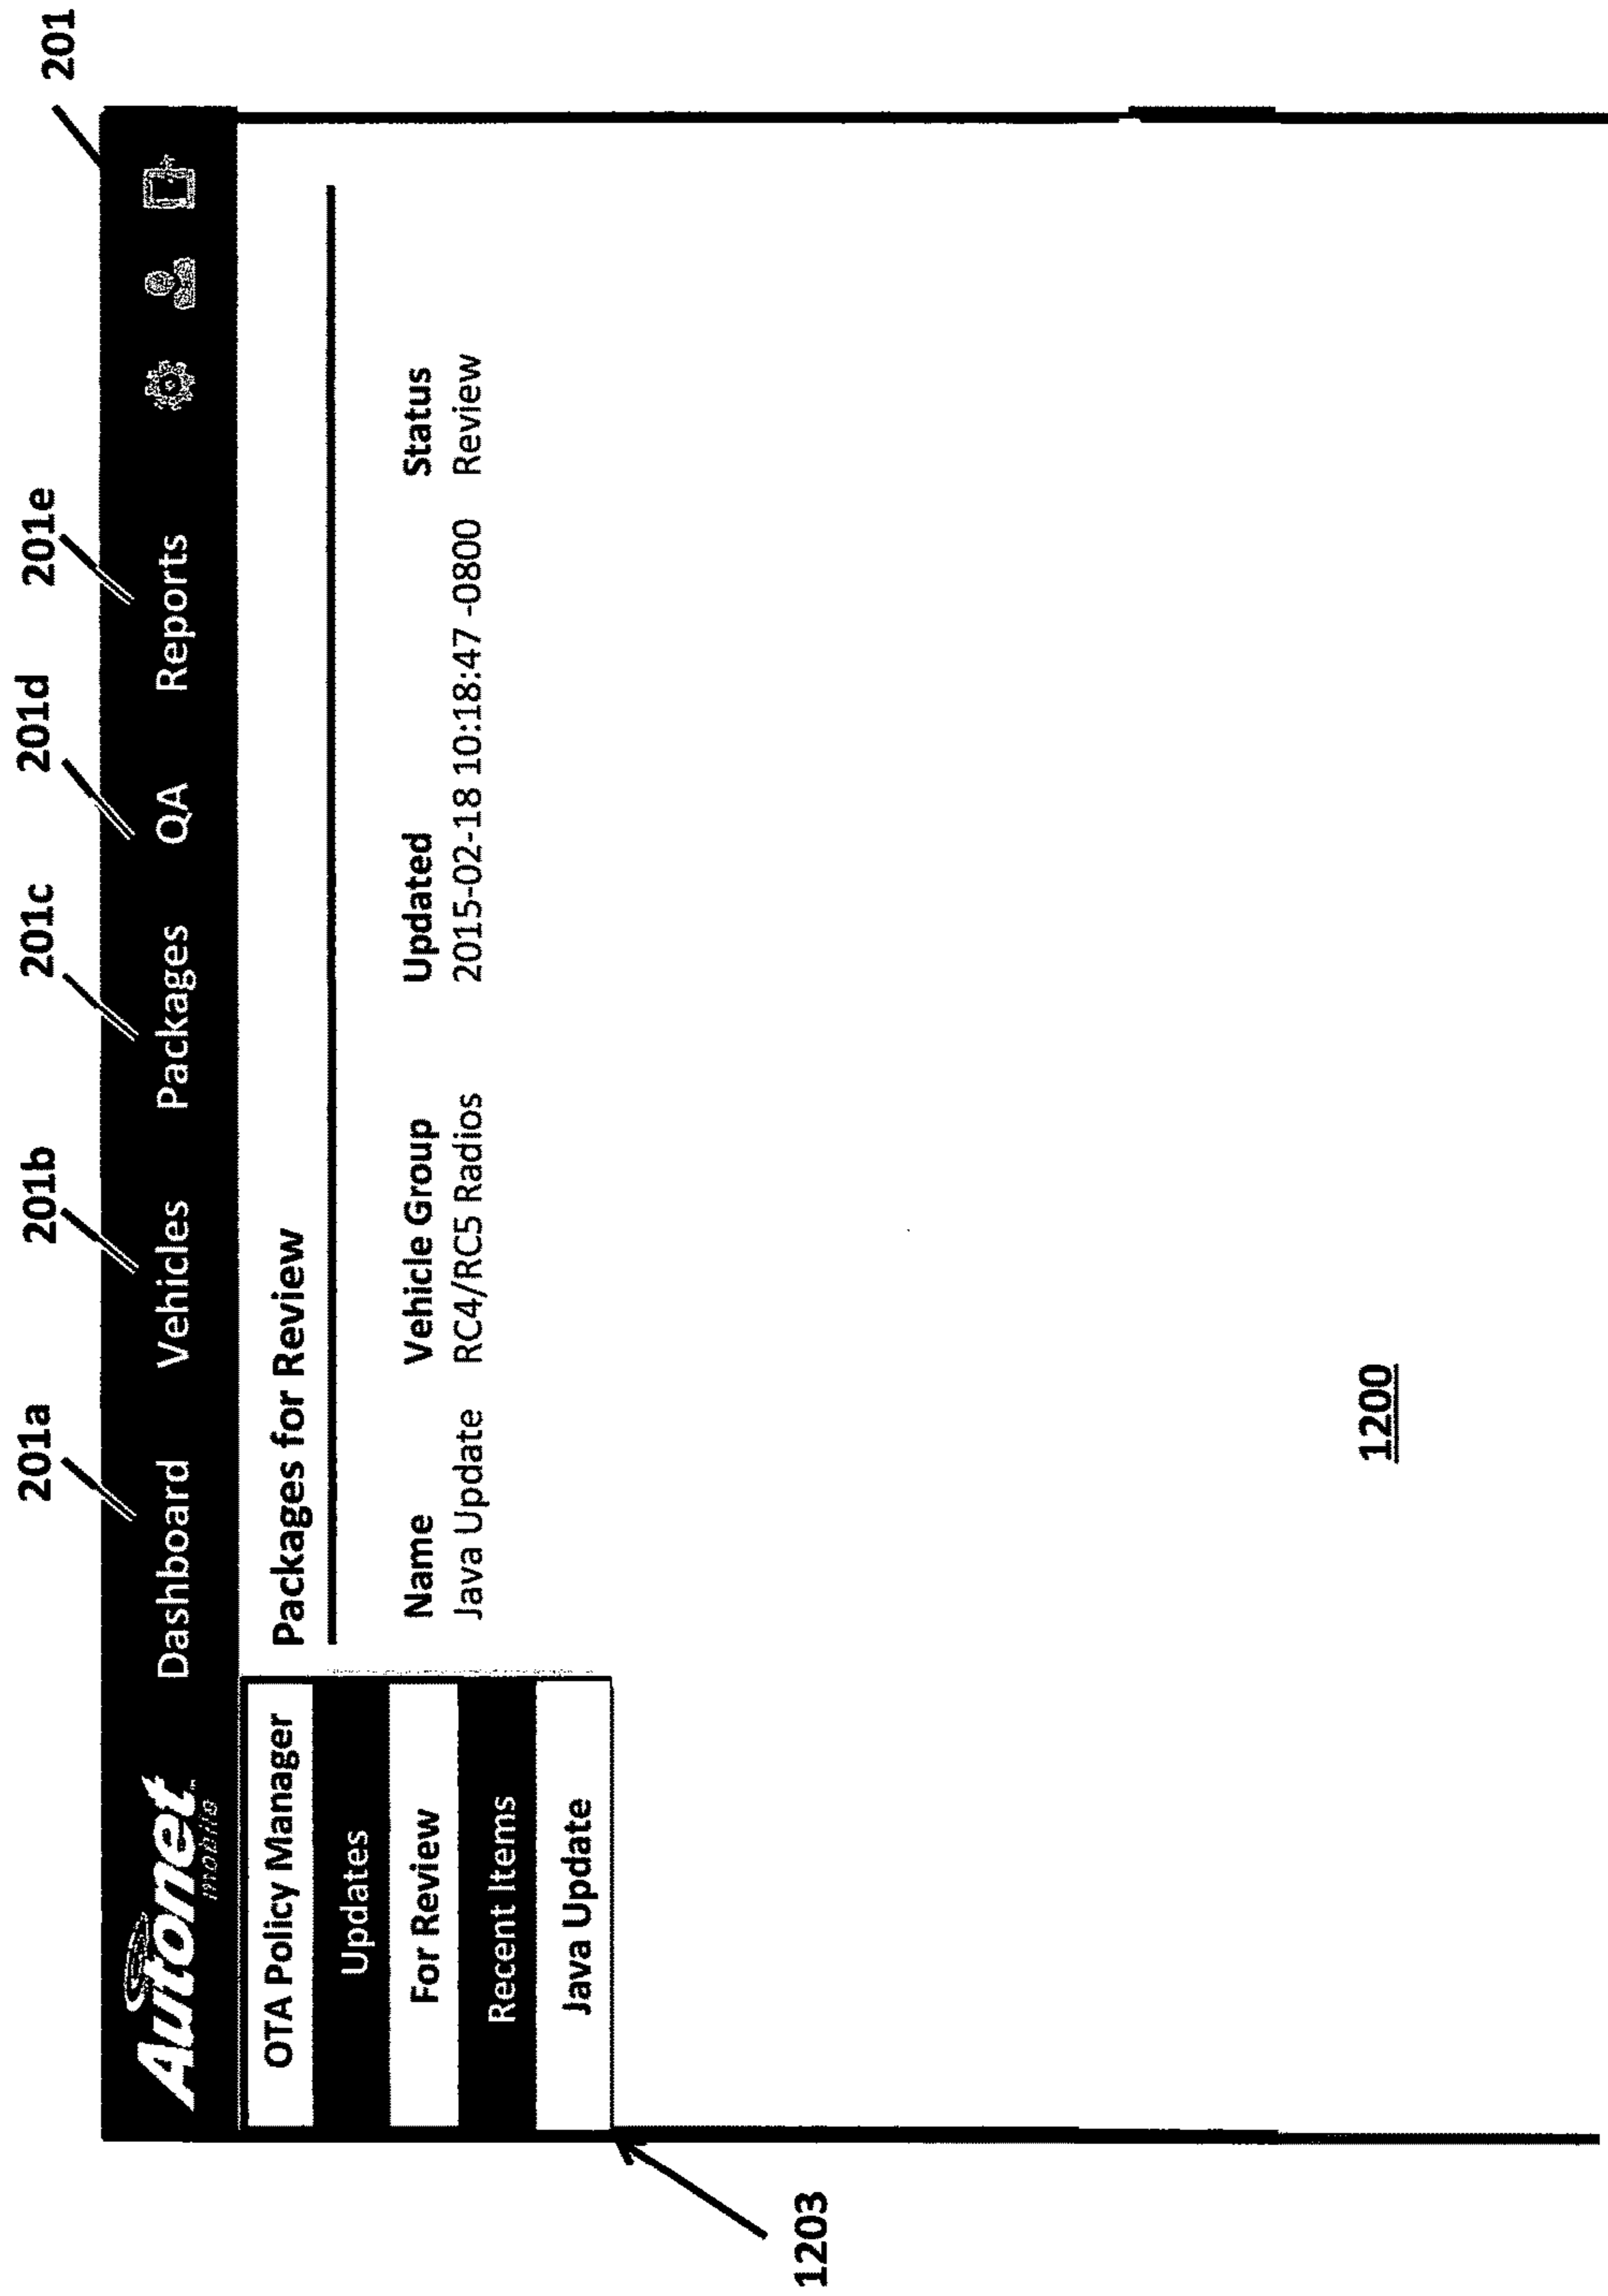 201a 201b 201c 201d 201e 201
Autonet Dashboard Vehicles Packages QA Reports
mobile
OTA Policy Manager
Updates
For Review
Recent Items
Java Update
Packages for Review
Name Vehicle Group Updated Status
Java Update RC4/RC5 Radios 2015-02-18 10:18:47 -0800 Review
1203
1200